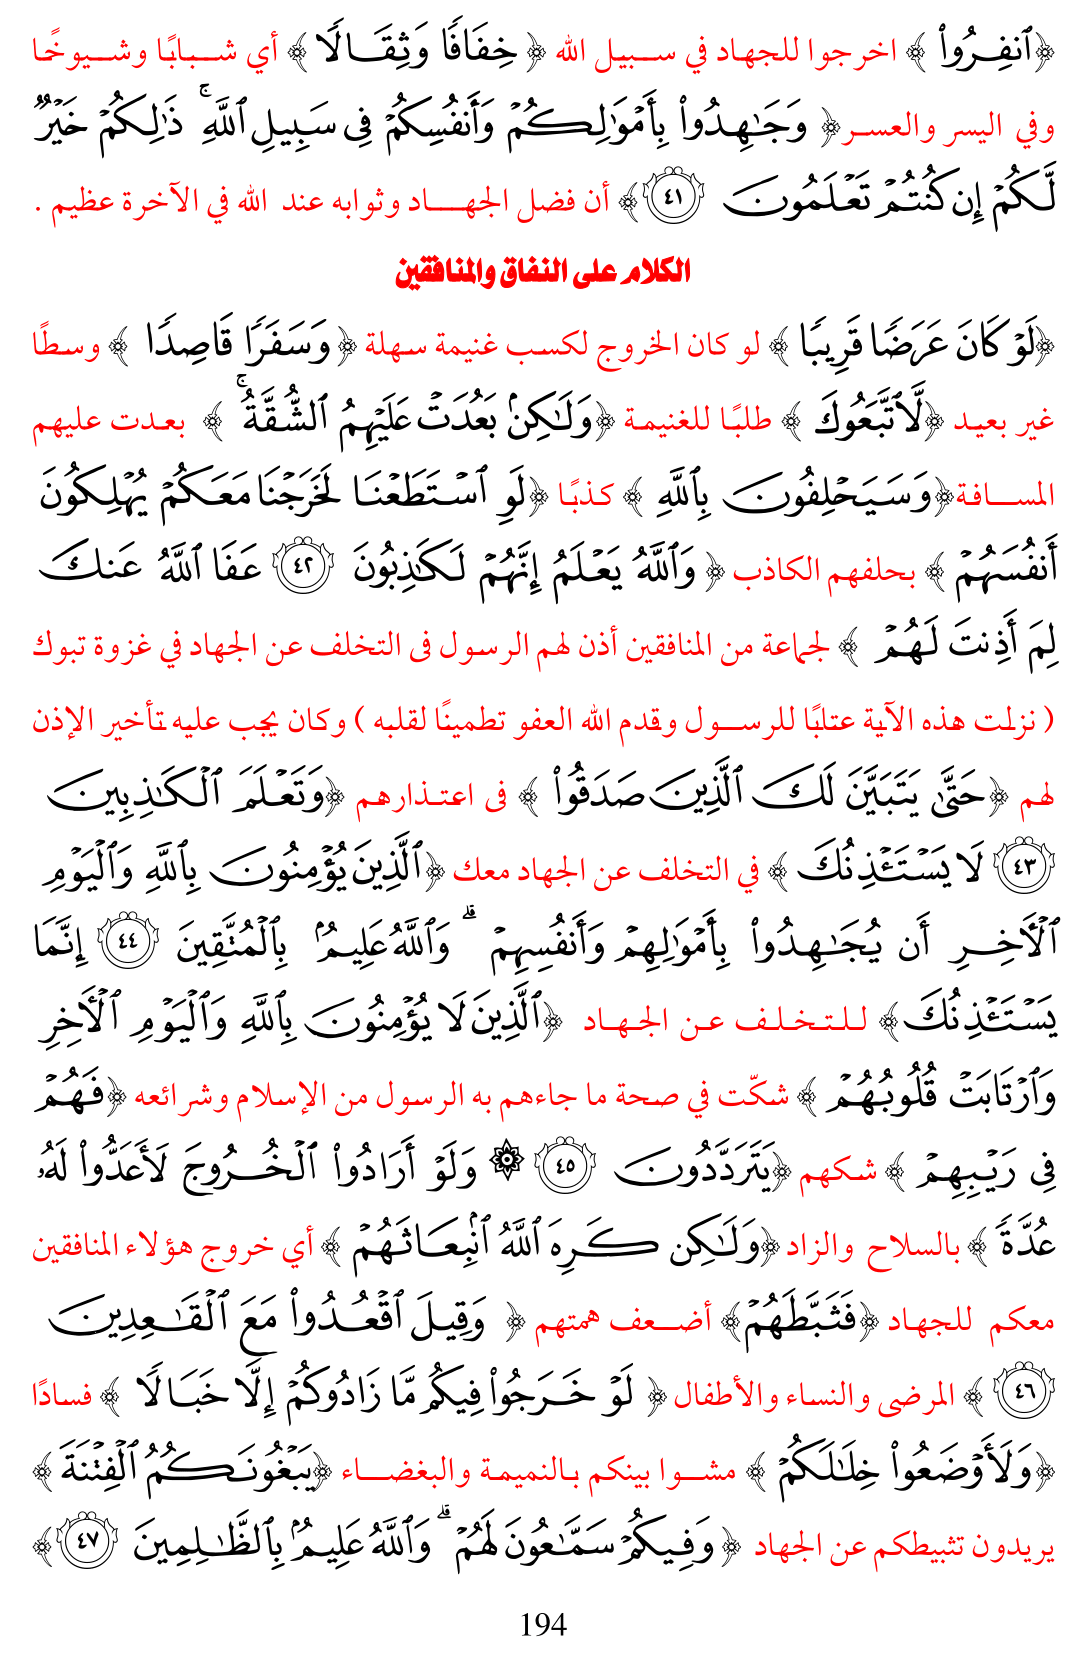 ﴿ٱنفِرُوا۟ ﴾ اخرجوا للجهاد في سبيل الله ﴿ خِفَافًا وَثِقَالًا ﴾ أي شبابًا وشيوخًا
وفي اليسر والعسر﴿ وَجَـٰهِدُوا۟ بِأَمْوَٰلِكُمْ وَأَنفُسِكُمْ فِى سَبِيلِ ٱللَّهِ ۚ ذَٰلِكُمْ خَيْرٌ
لَّكُمْ إِن كُنتُمْ تَعْلَمُونَ ٤١ ﴾ أن فضل الجهاد وثوابه عند الله في الآخرة عظيم .
الكلام على النفاق والمنافقين
﴿لَوْ كَانَ عَرَضًا قَرِيبًا ﴾ لو كان الخروج لكسب غنيمة سهلة ﴿ وَسَفَرًا قَاصِدًا ﴾ وسطًا
غير بعيد ﴿لَّٱتَّبَعُوكَ ﴾ طلبًا للغنيمة ﴿وَلَـٰكِنۢ بَعُدَتْ عَلَيْهِمُ ٱلشُّقَّةُ ۚ ﴾ بعدت عليهم
المسافة﴿وَسَيَحْلِفُونَ بِٱللَّهِ ﴾ كذبًا ﴿لَوِ ٱسْتَطَعْنَا لَخَرَجْنَا مَعَكُمْ يُهْلِكُونَ
أَنفُسَهُمْ ﴾ بحلفهم الكاذب ﴿ وَٱللَّهُ يَعْلَمُ إِنَّهُمْ لَكَـٰذِبُونَ ٤٢ عَفَا ٱللَّهُ عَنكَ
لِمَ أَذِنتَ لَهُمْ ﴾ لجماعة من المنافقين أذن لهم الرسول فى التخلف عن الجهاد في غزوة تبوك
( نزلت هذه الآية عتابًا للرسول وقدم الله العفو تطمينًا لقلبه ) وكان يجب عليه تأخير الإذن
لهم ﴿حَتَّىٰ يَتَبَيَّنَ لَكَ ٱلَّذِينَ صَدَقُوا۟ ﴾ فى اعتذارهم ﴿وَتَعْلَمَ ٱلْكَـٰذِبِينَ
٤٣ لَا يَسْتَـْٔذِنُكَ ﴾ في التخلف عن الجهاد معك ﴿ٱلَّذِينَ يُؤْمِنُونَ بِٱللَّهِ وَٱلْيَوْمِ
ٱلْـَٔاخِرِ أَن يُجَـٰهِدُوا۟ بِأَمْوَٰلِهِمْ وَأَنفُسِهِمْ ۗ وَٱللَّهُ عَلِيمٌۢ بِٱلْمُتَّقِينَ ٤٤ إِنَّمَا
يَسْتَـْٔذِنُكَ﴾ للتخلف عن الجهاد ﴿ٱلَّذِينَ لَا يُؤْمِنُونَ بِٱللَّهِ وَٱلْيَوْمِ ٱلْـَٔاخِرِ
وَٱرْتَابَتْ قُلُوبُهُمْ ﴾ شكّت في صحة ما جاءهم به الرسول من الإسلام وشرائعه ﴿فَهُمْ
فِى رَيْبِهِمْ ﴾ شكهم ﴿يَتَرَدَّدُونَ ٤٥ ۞ وَلَوْ أَرَادُوا۟ ٱلْخُرُوجَ لَأَعَدُّوا۟ لَهُۥ
عُدَّةً ﴾ بالسلاح والزاد ﴿وَلَـٰكِن كَرِهَ ٱللَّهُ ٱنۢبِعَاثَهُمْ ﴾ أي خروج هؤلاء المنافقين
معكم للجهاد ﴿فَثَبَّطَهُمْ﴾ أضعف همتهم ﴿ وَقِيلَ ٱقْعُدُوا۟ مَعَ ٱلْقَـٰعِدِينَ
٤٦ ﴾ المرضى والنساء والأطفال ﴿ لَوْ خَرَجُوا۟ فِيكُم مَّا زَادُوكُمْ إِلَّا خَبَالًا ﴾ فسادًا
﴿وَلَأَوْضَعُوا۟ خِلَـٰلَكُمْ ﴾ مشوا بينكم بالنميمة والبغضاء ﴿يَبْغُونَكُمُ ٱلْفِتْنَةَ ﴾
يريدون تثبيطكم عن الجهاد ﴿ وَفِيكُمْ سَمَّـٰعُونَ لَهُمْ ۗ وَٱللَّهُ عَلِيمٌۢ بِٱلظَّـٰلِمِينَ ٤٧ ﴾
194